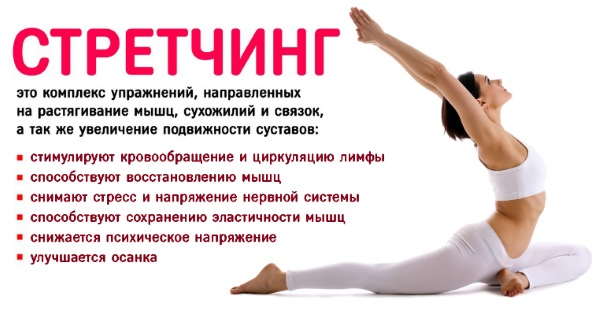 СТРЕТЧИНГ
это комплекс упражнений, направленных
на растягивание мышц, сухожилий и связок,
а так же увеличение подвижности суставов:
▪ стимулируют кровообращение и циркуляцию лимфы
▪ способствуют восстановлению мышц
▪ снимают стресс и напряжение нервной системы
▪ способствуют сохранению эластичности мышц
▪ снижается психическое напряжение
▪ улучшается осанка